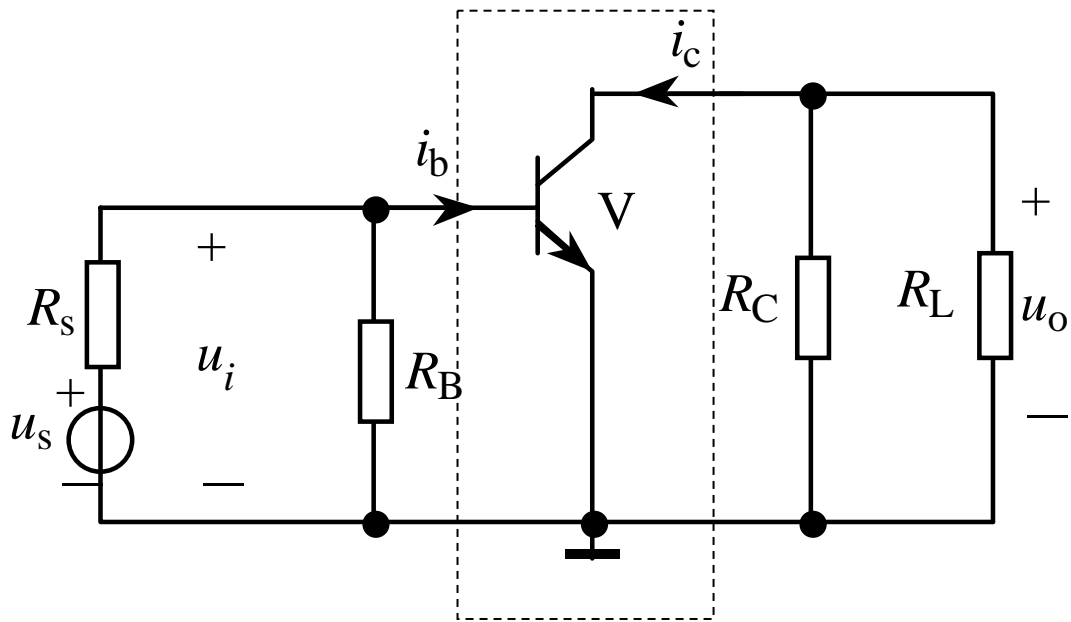 i_c
i_b
V
+
+
R_s
u_i
R_B
R_C
R_L
u_o
+
u_s
—
—
—